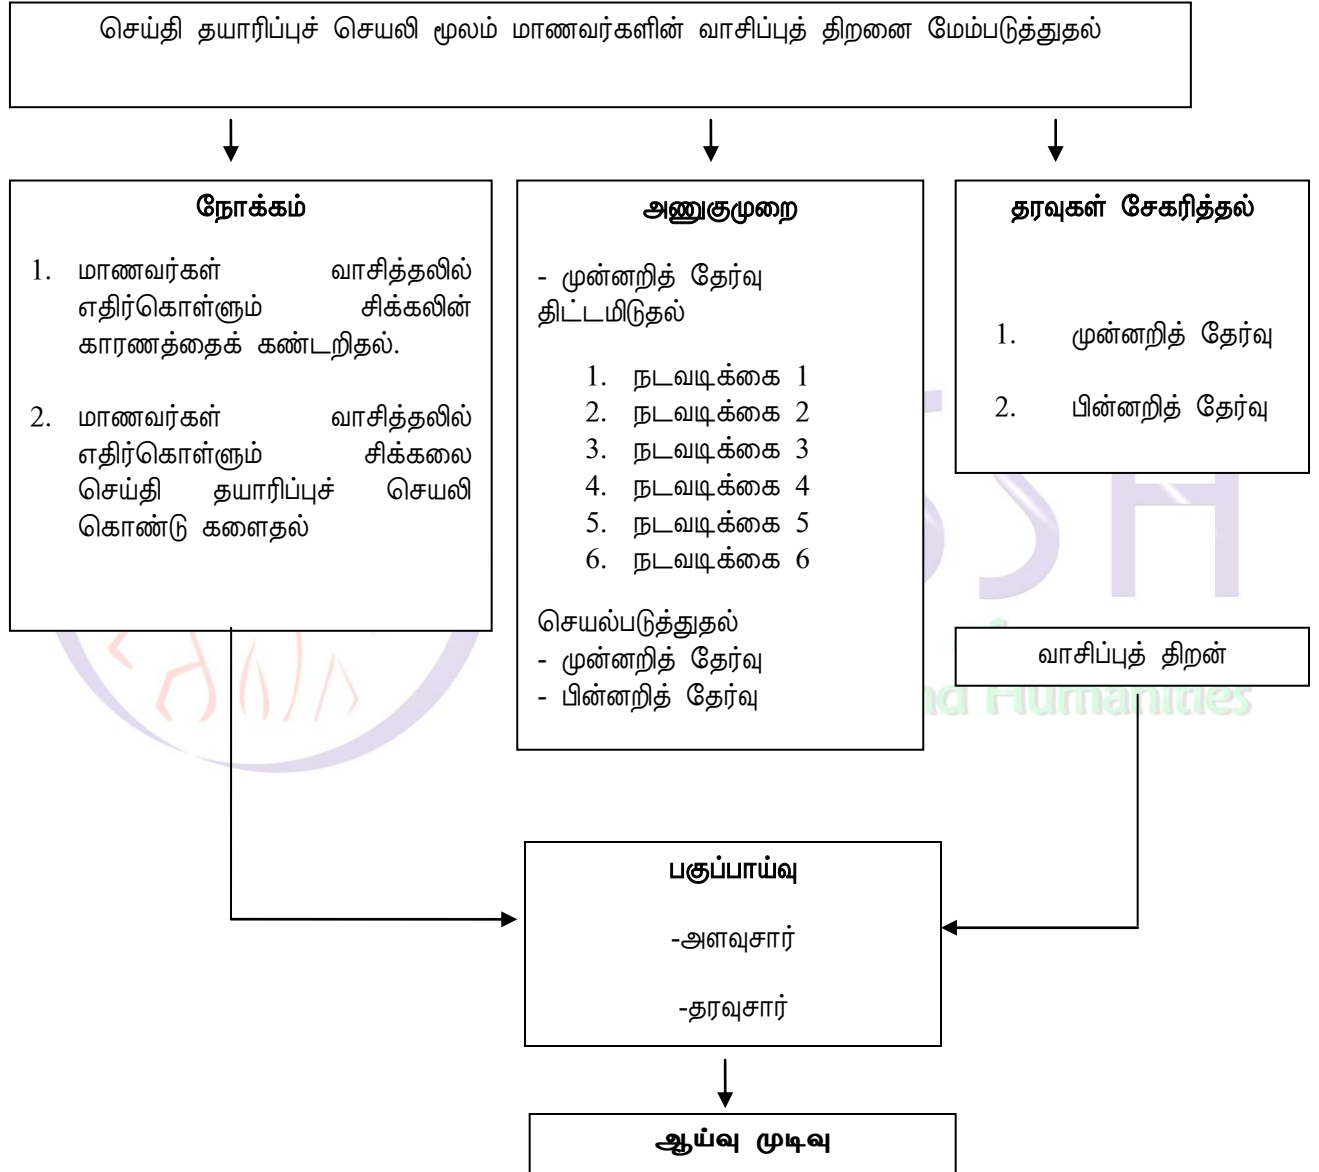 செய்தி தயாரிப்புச் செயலி மூலம் மாணவர்களின் வாசிப்புத் திறனை மேம்படுத்துதல்
நோக்கம்
1. மாணவர்கள் வாசித்தலில்
எதிர்கொள்ளும் சிக்கலின்
காரணத்தைக் கண்டறிதல்.
2. மாணவர்கள் வாசித்தலில்
எதிர்கொள்ளும் சிக்கலை
செய்தி தயாரிப்புச் செயலி
கொண்டு களைதல்
அணுகுமுறை
- முன்னறித் தேர்வு
திட்டமிடுதல்
1. நடவடிக்கை 1
2. நடவடிக்கை 2
3. நடவடிக்கை 3
4. நடவடிக்கை 4
5. நடவடிக்கை 5
6. நடவடிக்கை 6
செயல்படுத்துதல்
- முன்னறித் தேர்வு
- பின்னறித் தேர்வு
தரவுகள் சேகரித்தல்
1. முன்னறித் தேர்வு
2. பின்னறித் தேர்வு
வாசிப்புத் திறன்
nd Humanities
பகுப்பாய்வு
-அளவுசார்
-தரவுசார்
ஆய்வு முடிவு